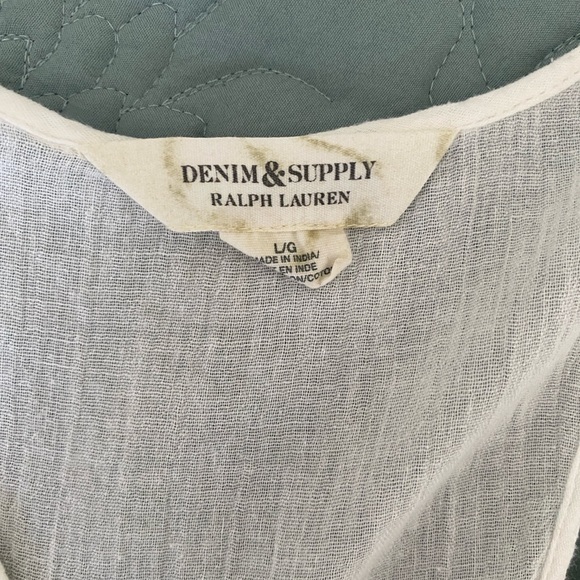 DENIM&SUPPLY
RALPH LAUREN
L/G
MADE IN INDIA/
EN INDE